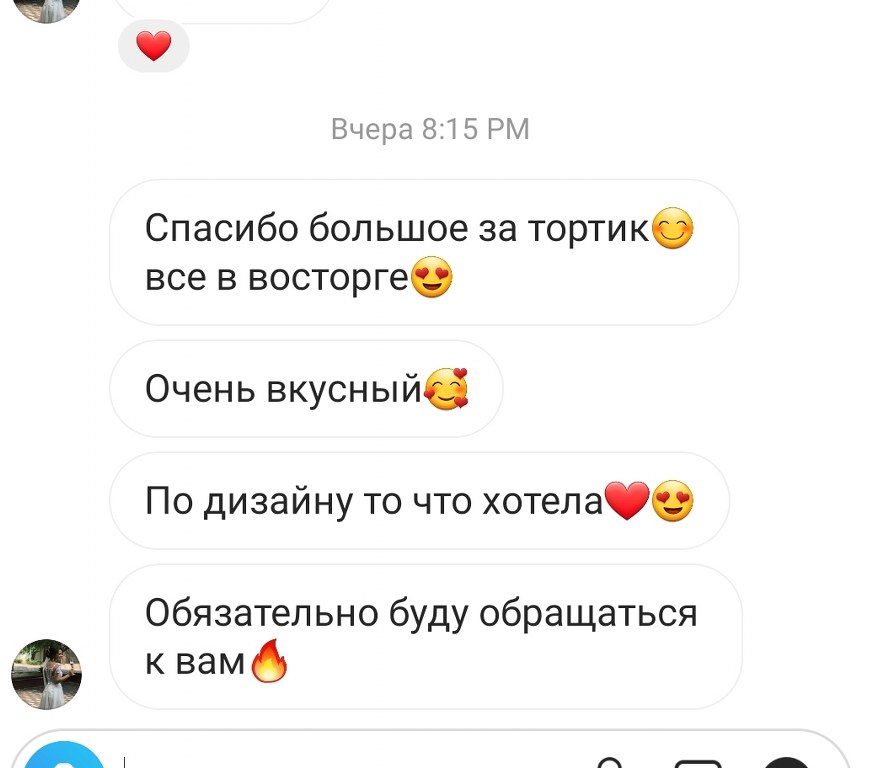 Вчера 8:15 PM
Спасибо большое за тортик😊
все в восторге😍
Очень вкусный🥰
По дизайну то что хотела❤️😍
Обязательно буду обращаться
к вам🔥